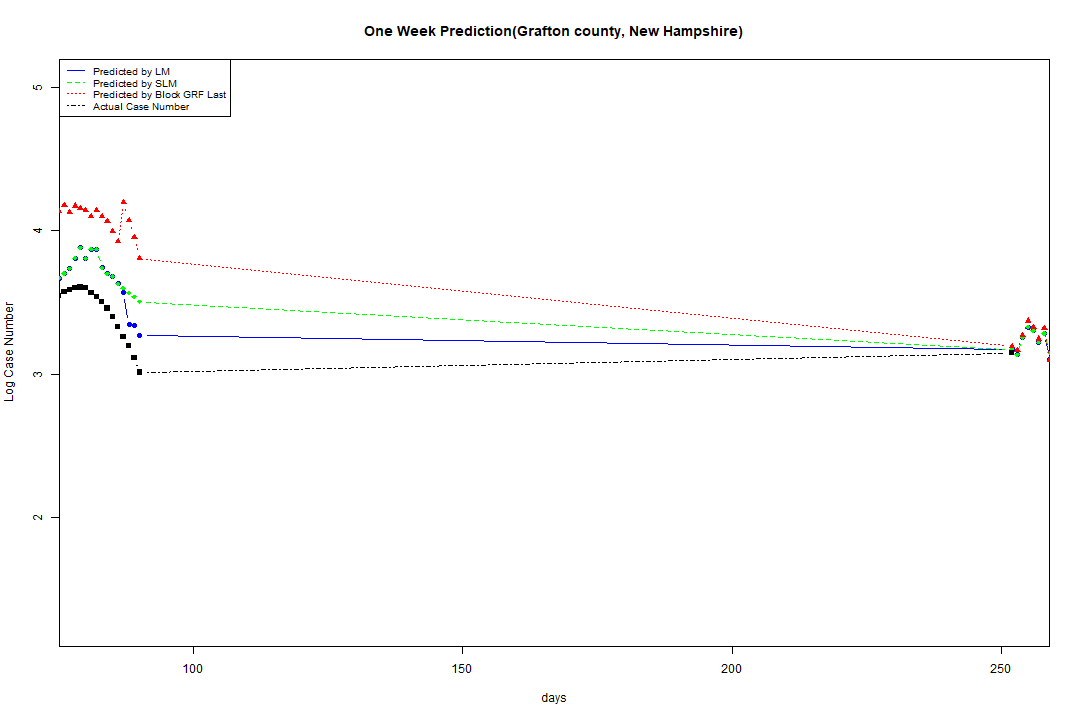 One Week Prediction(Grafton county, New Hampshire)
Predicted by LM
Predicted by SLM
Predicted by Block GRF Last
Actual Case Number
5
4
3
2
Log Case Number
100
150
200
250
days